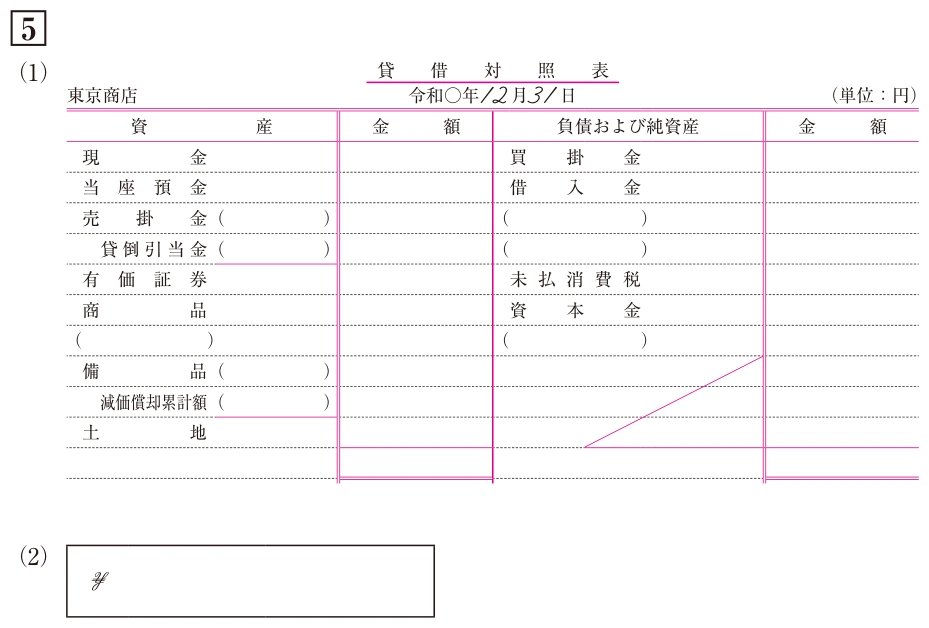 5
(1)
貸借対照表
東京商店 令和○年12月31日 (単位：円)
資産 金額 負債および純資産 金額
現金 買掛金
当座預金 借入金
売掛金 ( ) ( )
貸倒引当金 ( ) ( )
有価証券 未払消費税
商品 資本金
( ) ( )
備品 ( )
減価償却累計額 ( )
土地
(2)
¥